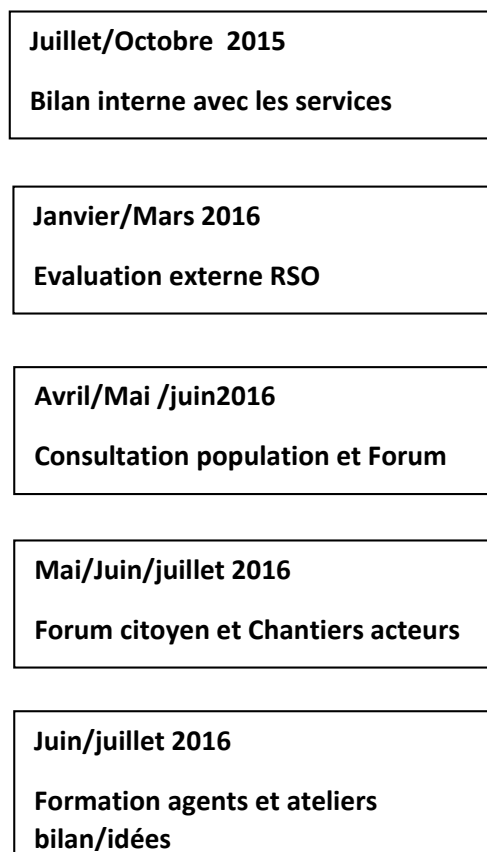 Juillet/Octobre  2015
Bilan interne avec les services
Janvier/Mars 2016
Evaluation externe RSO
Avril/Mai /juin2016
Consultation population et Forum
Mai/Juin/juillet 2016
Forum citoyen et Chantiers acteurs
Juin/juillet 2016
Formation agents et ateliers
bilan/idées